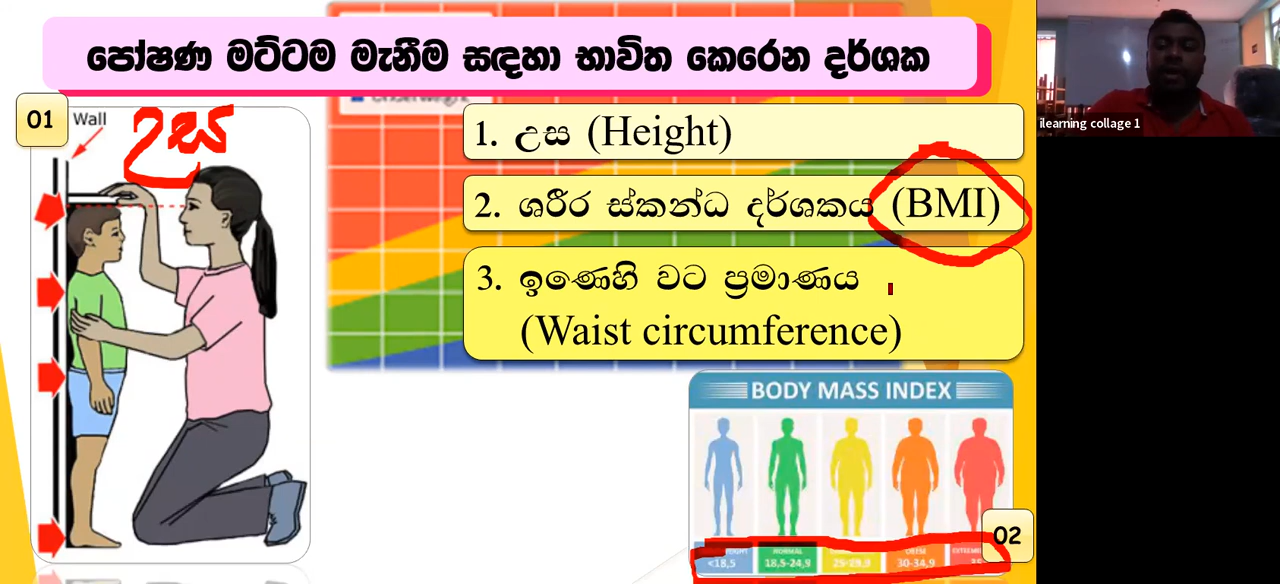 පෝෂණ මට්ටම මැනීම සඳහා භාවිත කෙරෙන දර්ශක
ilearning collage 1
01
Wall
උස
1. උස (Height)
2. ශරීර ස්කන්ධ දර්ශකය (BMI)
3. ඉණෙහි වට ප්‍රමාණය
(Waist circumference)
BODY MASS INDEX
NORMAL OBESE
<18,5 18,5-24,9 25-29,9 30-34,9
02